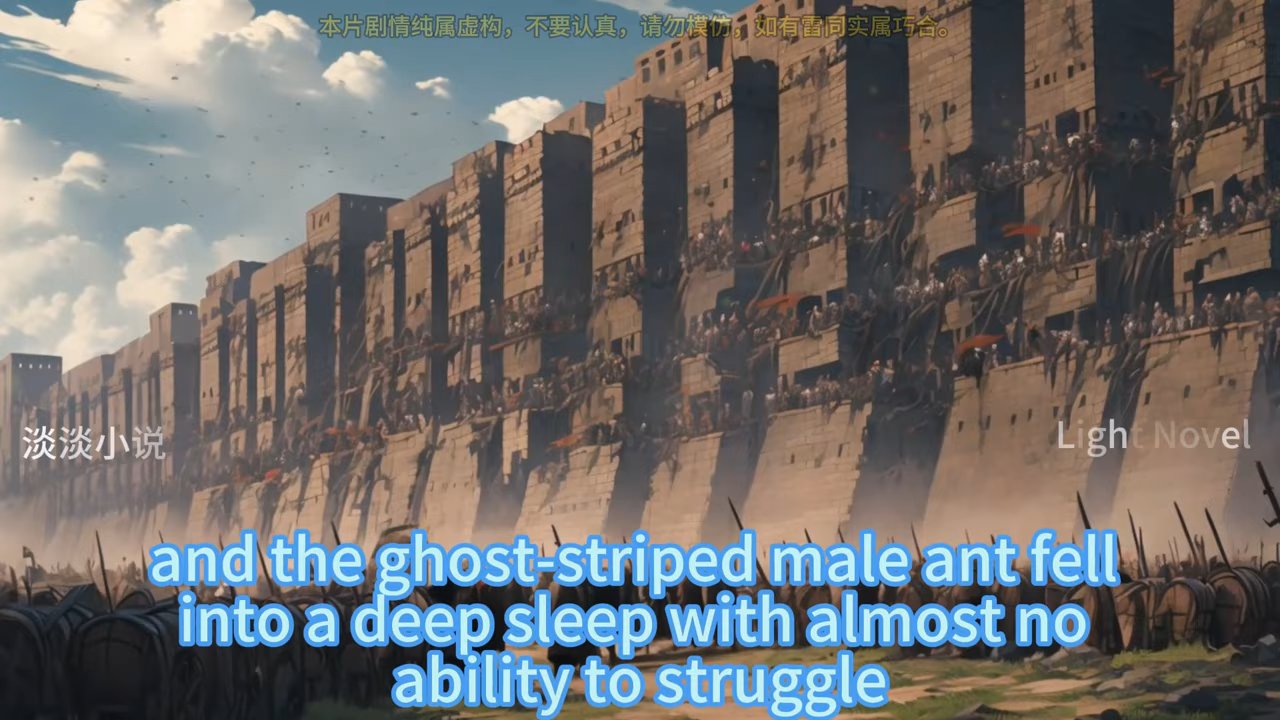 本片剧情纯属虚构，不要认真，请勿模仿，如有雷同实属巧合。
淡淡小说
Light Novel
and the ghost-striped male ant fell
into a deep sleep with almost no
ability to struggle